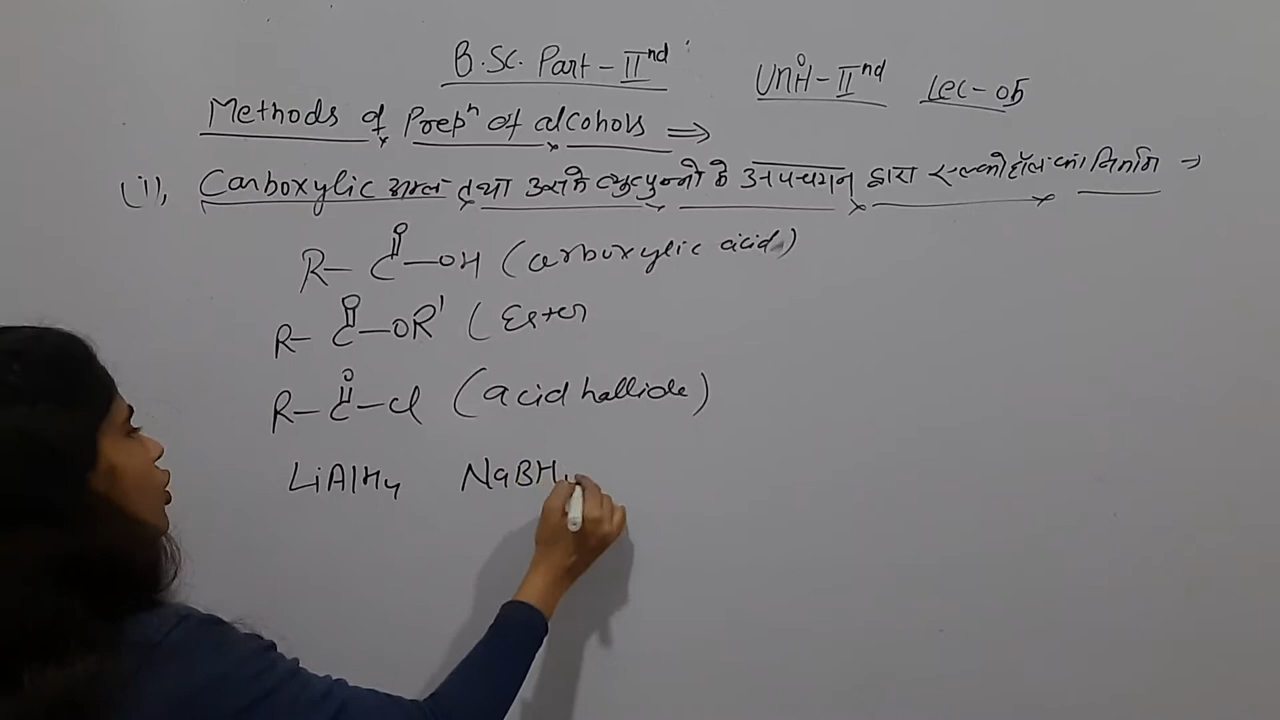 B.Sc. Part - IInd
Unit - IInd Lec-05
Methods of Prepn of alcohols ⇒
(1), Carboxylic अम्ल तथा उसके व्युत्पन्नो के अपचयन द्वारा एल्कोहॉल का निर्माण →
O
R–C–OH (carboxylic acid)
O
R–C–OR' (Ester
O
R–C–Cl (acid hallide)
LiAlH4 NaBH4